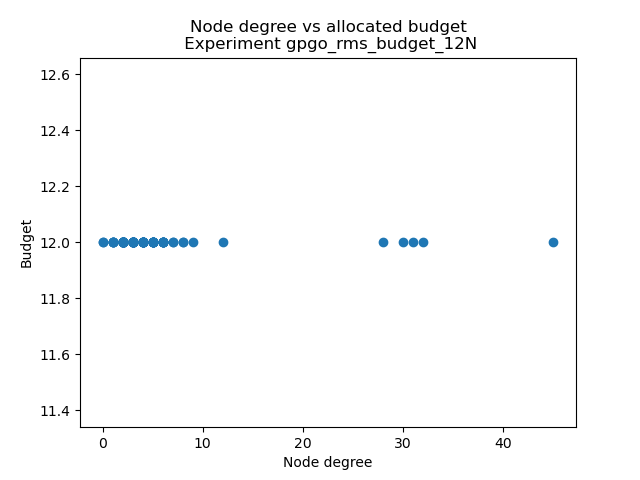 Node degree vs allocated budget
Experiment gpgo_rms_budget_12N
12.6
12.4
12.2
12.0
11.8
11.6
11.4
Budget
0 10 20 30 40
Node degree